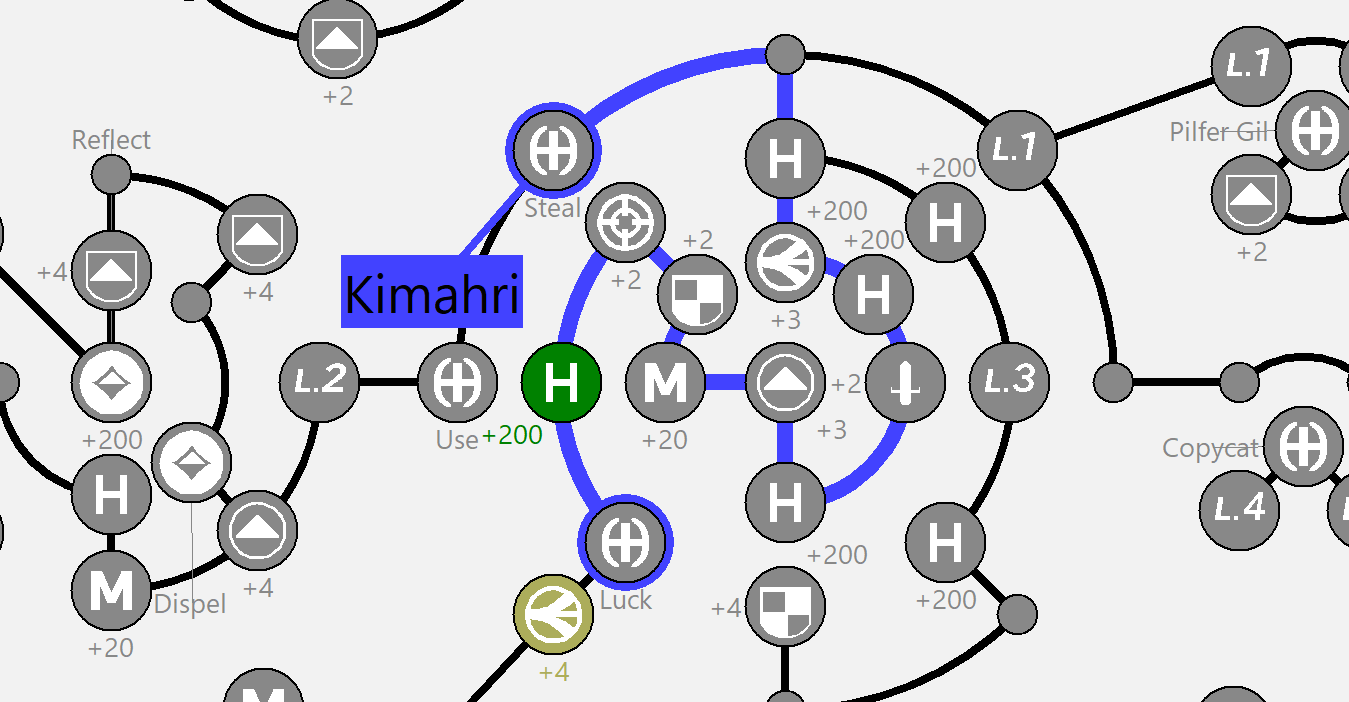 +2
L.1
Reflect
Pilfer Gil
H
L.1
+200
H
Steal
+200
+2
+200
+2
+4
+4
+2
H
+3
Kimahri
L.2
H
M
+2
L.3
+200
Use
+200
+20
+3
Copycat
H
H
L.4
H
+200
+4
M
Dispel
Luck
+4
+200
+20
+4
M